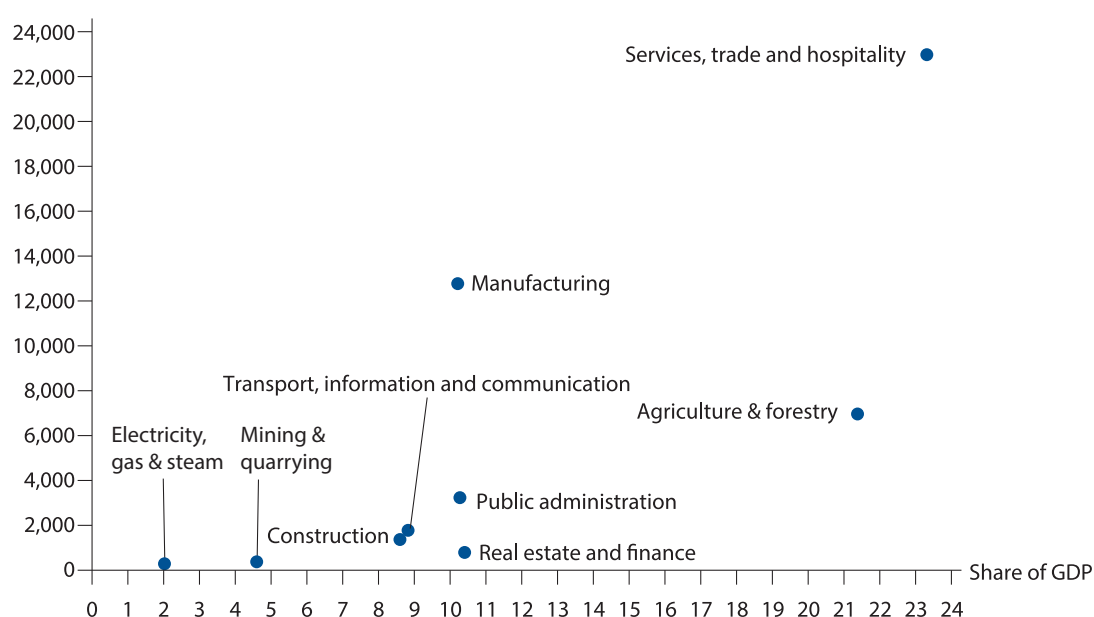 24,000
Services, trade and hospitality
22,000
20,000
18,000
16,000
14,000
Manufacturing
12,000
10,000
Transport, information and communication
8,000
Agriculture & forestry
Electricity,
gas & steam
Mining &
quarrying
6,000
4,000
Public administration
2,000
Construction
Real estate and finance
0
Share of GDP
0 1 2 3 4 5 6 7 8 9 10 11 12 13 14 15 16 17 18 19 20 21 22 23 24